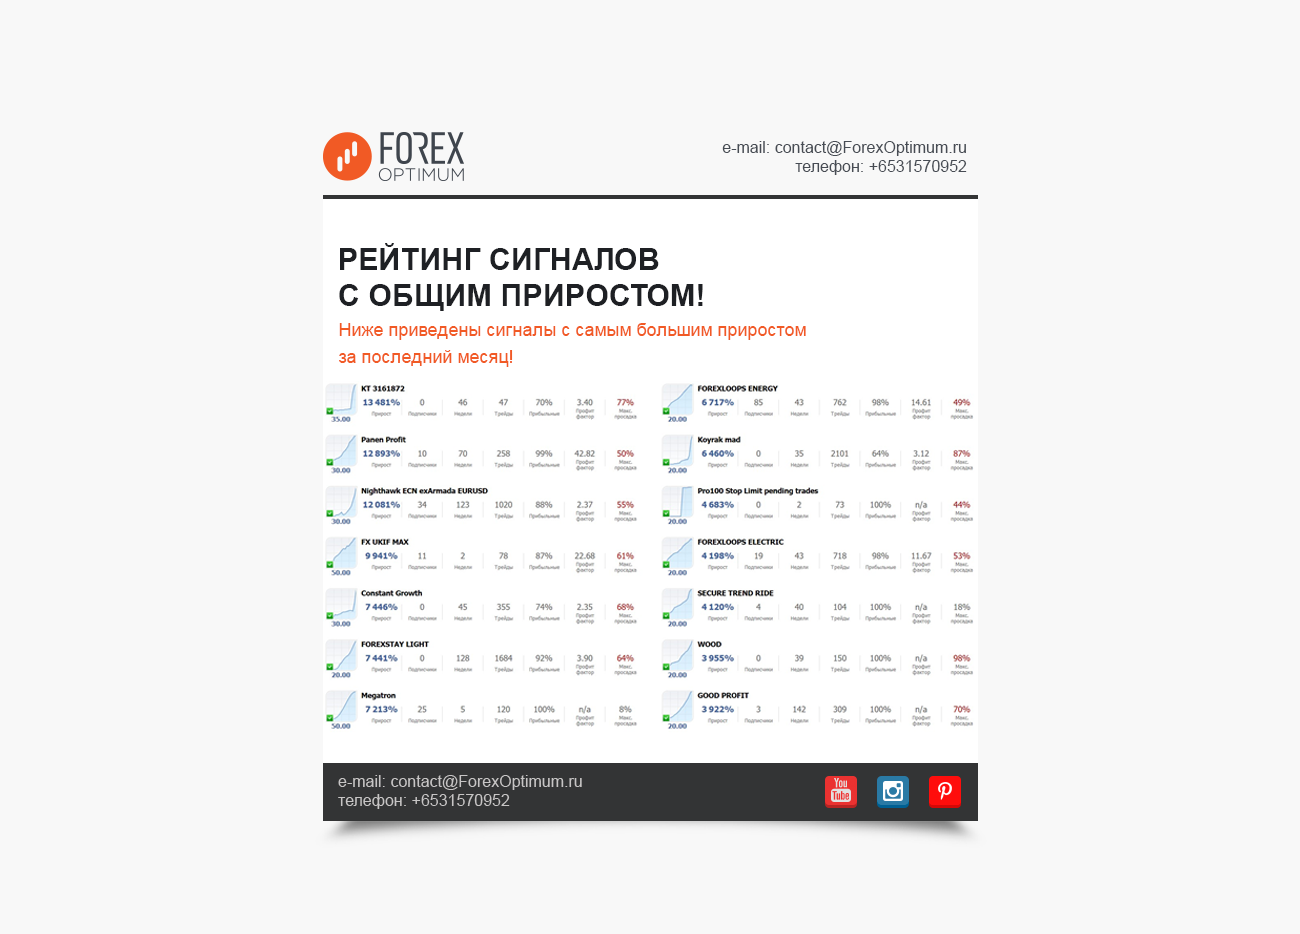 FOREX
OPTIMUM
e-mail: contact@ForexOptimum.ru
телефон: +6531570952
РЕЙТИНГ СИГНАЛОВ
С ОБЩИМ ПРИРОСТОМ!
Ниже приведены сигналы с самым большим приростом
за последний месяц!
KT 3161872
13 481% 0 46 47 70% 3.40 77%
Прирост Подписчики Недели Трейды Прибыльные Профит фактор Макс. просадка
35.00
Panen Profit
12 893% 10 70 258 99% 42.82 50%
Прирост Подписчики Недели Трейды Прибыльные Профит фактор Макс. просадка
30.00
Nighthawk ECN exArmada EURUSD
12 081% 34 123 1020 88% 2.37 55%
Прирост Подписчики Недели Трейды Прибыльные Профит фактор Макс. просадка
30.00
FX UKIF MAX
9 941% 11 2 78 87% 22.68 61%
Прирост Подписчики Недели Трейды Прибыльные Профит фактор Макс. просадка
50.00
Constant Growth
7 446% 0 45 355 74% 2.35 68%
Прирост Подписчики Недели Трейды Прибыльные Профит фактор Макс. просадка
30.00
FOREXSTAY LIGHT
7 441% 0 128 1684 92% 3.90 64%
Прирост Подписчики Недели Трейды Прибыльные Профит фактор Макс. просадка
20.00
Megatron
7 213% 25 5 120 100% n/a 8%
Прирост Подписчики Недели Трейды Прибыльные Профит фактор Макс. просадка
50.00
FOREXLOOPS ENERGY
6 717% 85 43 762 98% 14.61 49%
Прирост Подписчики Недели Трейды Прибыльные Профит фактор Макс. просадка
20.00
Koyrak mad
6 460% 0 35 2101 64% 3.12 87%
Прирост Подписчики Недели Трейды Прибыльные Профит фактор Макс. просадка
20.00
Pro100 Stop Limit pending trades
4 683% 0 2 73 100% n/a 44%
Прирост Подписчики Недели Трейды Прибыльные Профит фактор Макс. просадка
20.00
FOREXLOOPS ELECTRIC
4 198% 19 43 718 98% 11.67 53%
Прирост Подписчики Недели Трейды Прибыльные Профит фактор Макс. просадка
20.00
SECURE TREND RIDE
4 120% 4 40 104 100% n/a 18%
Прирост Подписчики Недели Трейды Прибыльные Профит фактор Макс. просадка
20.00
WOOD
3 955% 0 39 150 100% n/a 98%
Прирост Подписчики Недели Трейды Прибыльные Профит фактор Макс. просадка
20.00
GOOD PROFIT
3 922% 3 142 309 100% n/a 70%
Прирост Подписчики Недели Трейды Прибыльные Профит фактор Макс. просадка
20.00
e-mail: contact@ForexOptimum.ru
телефон: +6531570952
You
Tube